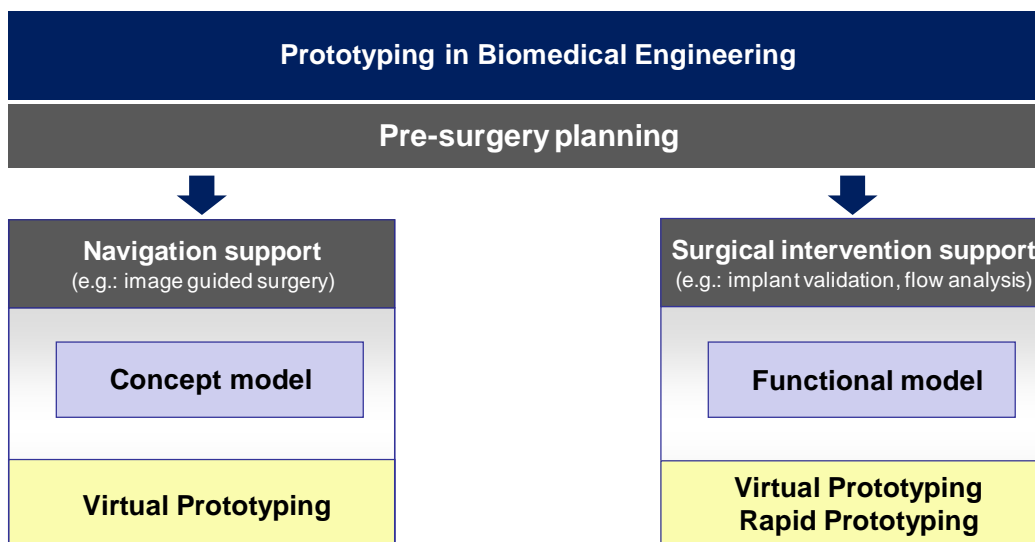 Prototyping in Biomedical Engineering
Pre-surgery planning
Navigation support
(e.g.: image guided surgery)
Concept model
Virtual Prototyping
Surgical intervention support
(e.g.: implant validation, flow analysis)
Functional model
Virtual Prototyping
Rapid Prototyping